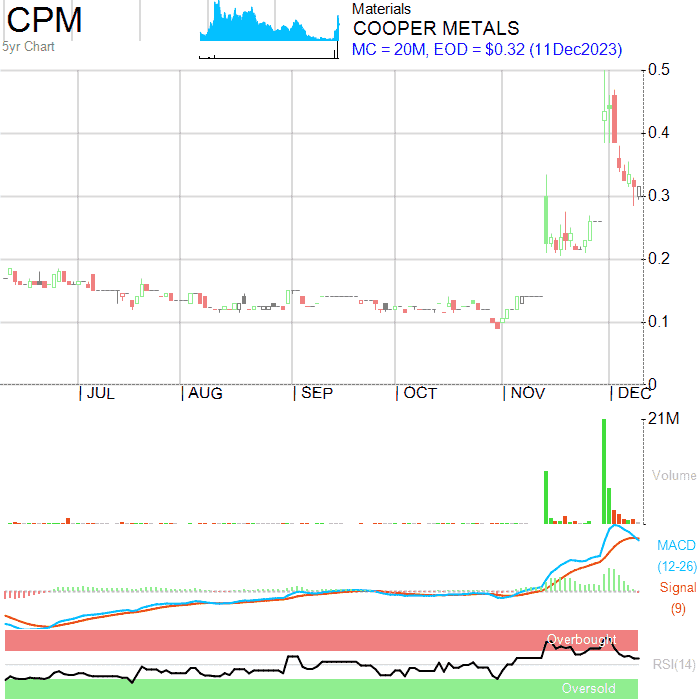 CPM
5yr Chart
Materials
COOPER METALS
MC = 20M, EOD = $0.32 (11Dec2023)
0.5
0.4
0.3
0.2
0.1
0
JUL AUG SEP OCT NOV DEC
21M
Volume
MACD
(12-26)
Signal
(9)
Overbought
RSI(14)
Oversold